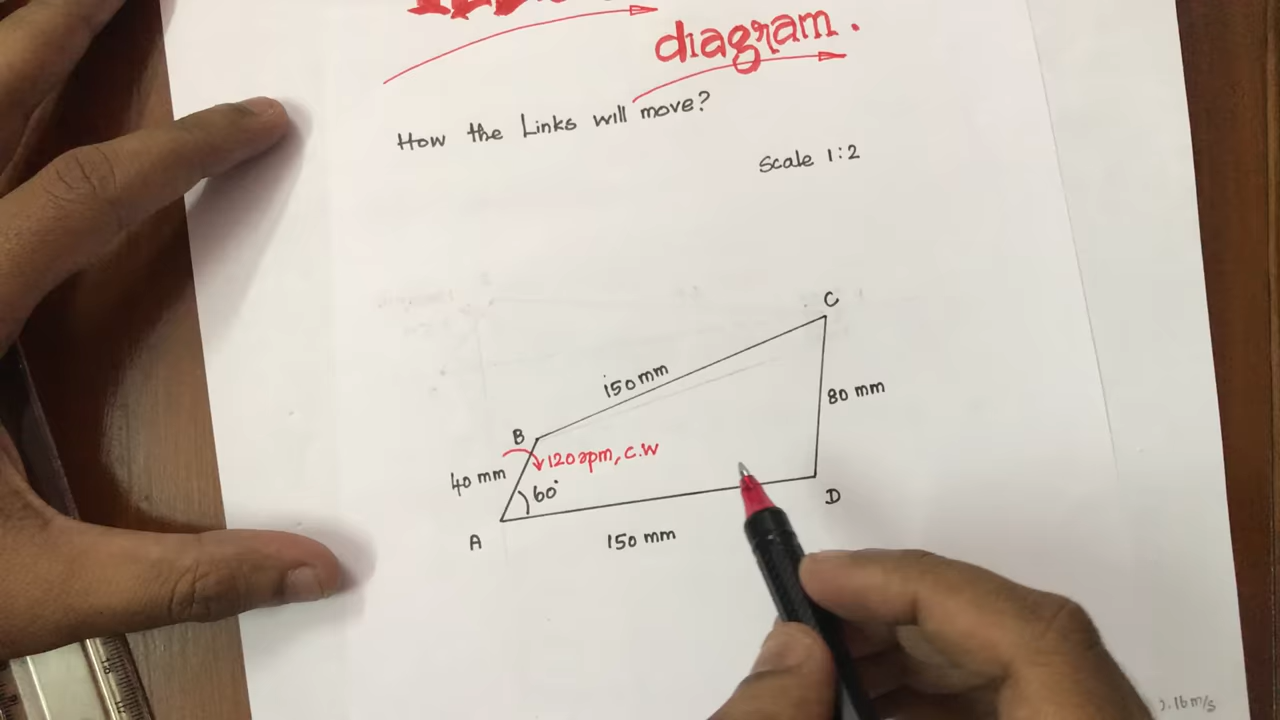 diagram.
How the Links will move?
Scale 1:2
C
150 mm
80 mm
B
120 rpm, C.W
40 mm
60°
D
A
150 mm